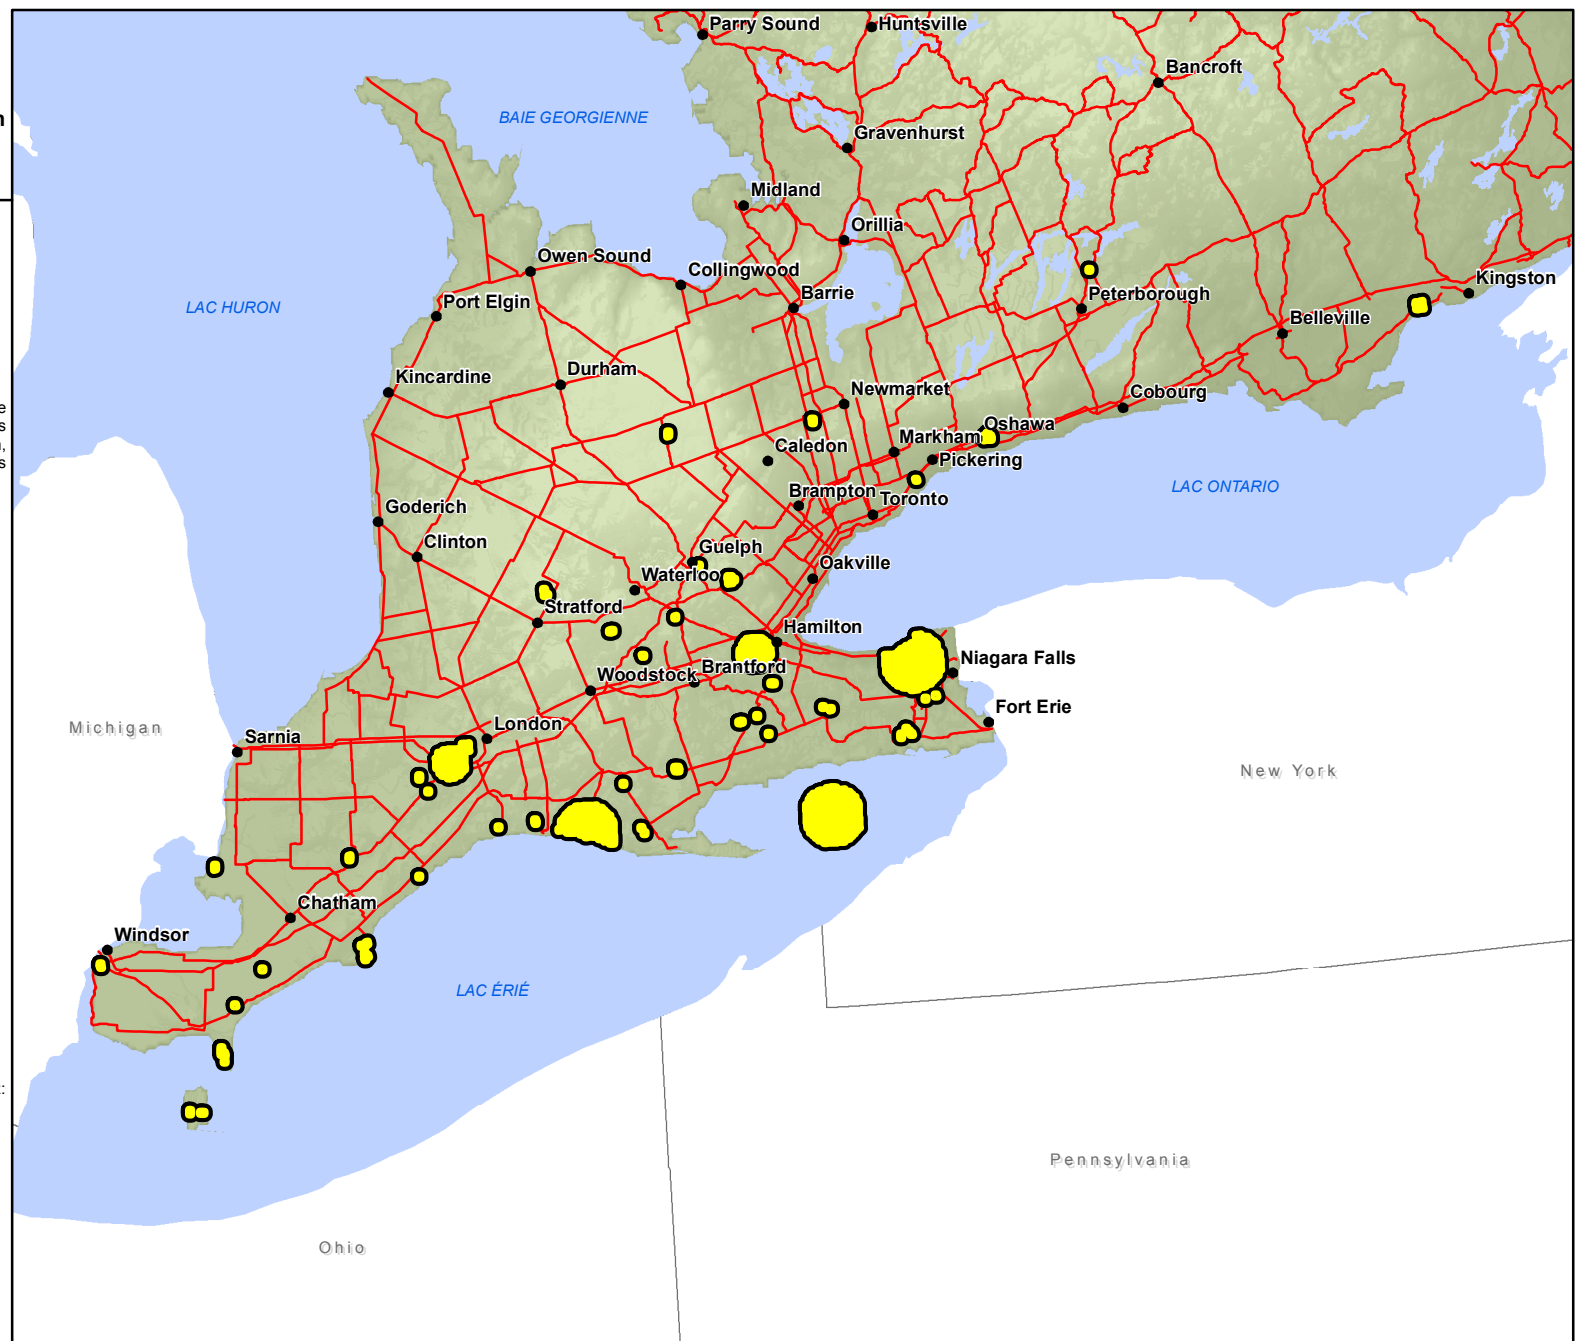 Parry Sound
Huntsville
Bancroft
BAIE GEORGIENNE
n
Gravenhurst
Midland
Orillia
Owen Sound
Collingwood
Kingston
Barrie
Peterborough
Port Elgin
LAC HURON
Belleville
Durham
Kincardine
Newmarket
Cobourg
e
s
Oshawa
Markham
Caledon
,
Pickering
s
LAC ONTARIO
Brampton
Toronto
Goderich
Clinton
Guelph
Oakville
Waterloo
Stratford
Hamilton
Niagara Falls
Brantford
Woodstock
Fort Erie
London
Michigan
Sarnia
New York
Chatham
Windsor
LAC ÉRIÉ
:
Pennsylvania
Ohio